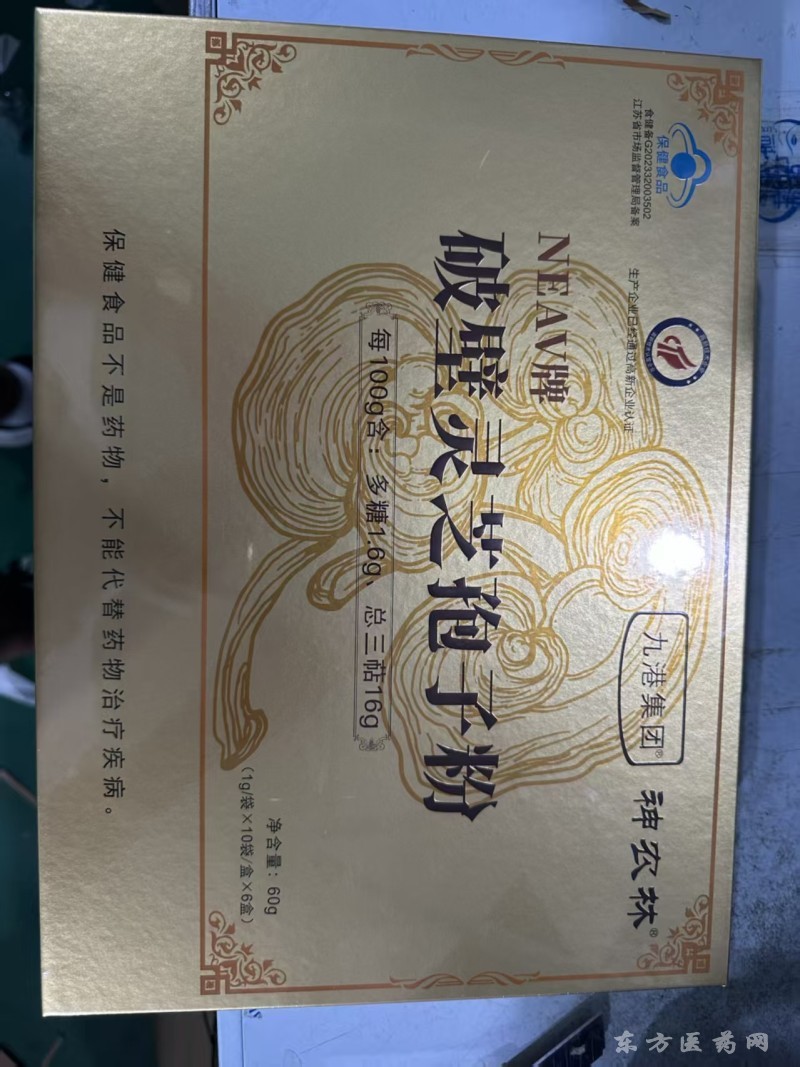 保健食品
食健备G202332003502
江苏省市场监督管理局备案
生产企业已经通过高新企业认证
九港集团®
神农林®
NEAV牌
破壁灵芝孢子粉
每100g含：多糖1.6g、总三萜16g
净含量：60g
（1g/袋×10袋/盒×6盒）
保健食品不是药物，不能代替药物治疗疾病。
东方医药网